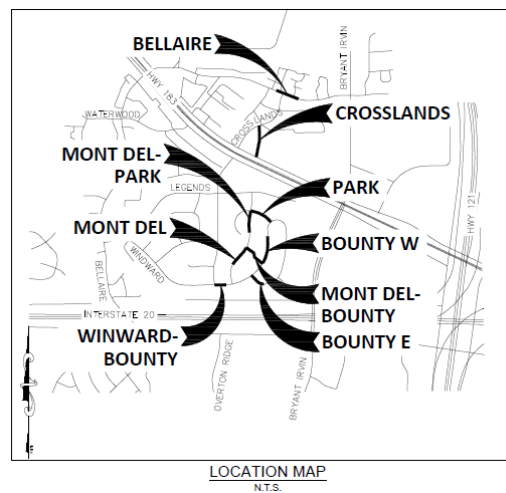 BELLAIRE
BRYANT IRVIN
HWY 183
WATERWOOD
CROSSLANDS
CROSSLANDS
MONT DEL-
PARK
LEGENDS
PARK
MONT DEL
BOUNTY W
HWY 121
WINDWARD
BELLAIRE
MONT DEL-
BOUNTY
INTERSTATE 20
WINWARD-
BOUNTY
BOUNTY E
OVERTON RIDGE
BRYANT IRVIN
LOCATION MAP
N.T.S.